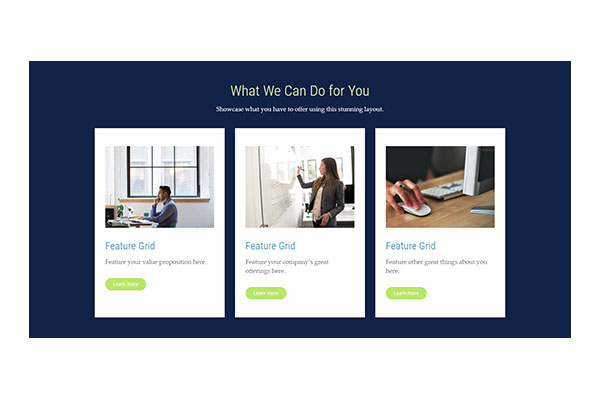 What We Can Do for You
Showcase what you have to offer using this stunning layout.
Feature Grid
Feature your value proposition here.
Learn more
Feature Grid
Feature your company's great
offerings here.
Learn more
Feature Grid
Feature other great things about you
here.
Learn more